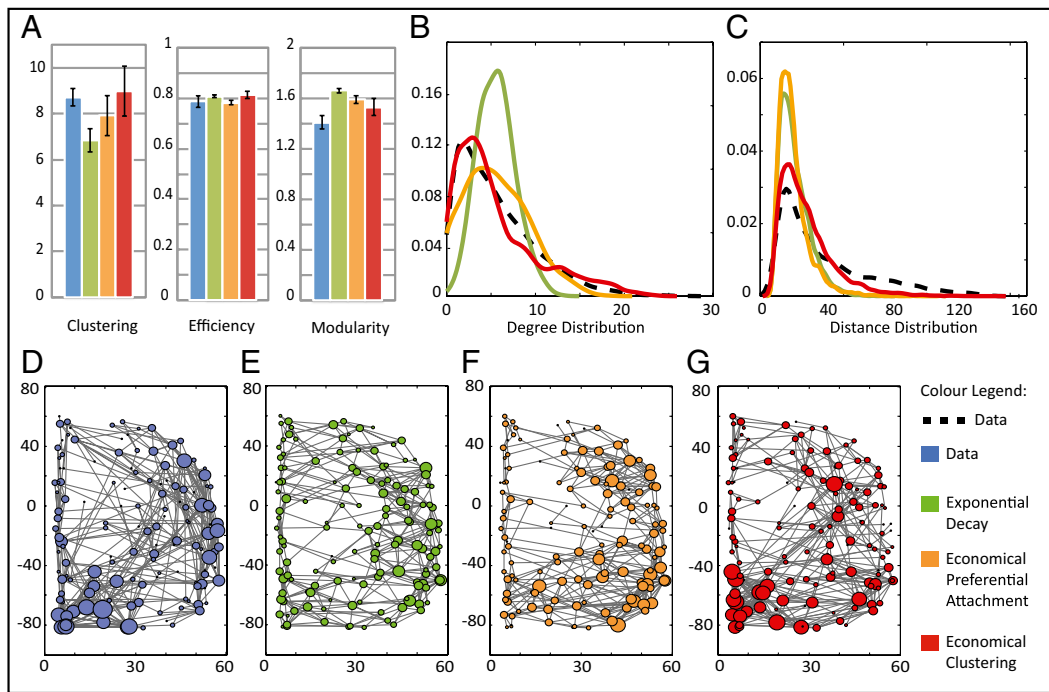 A
10
8
6
4
2
0
Clustering
1
0.8
0.6
0.4
0.2
0
Efficiency
2
1.6
1.2
0.8
0.4
0
Modularity
B
0.16
0.12
0.08
0.04
0 10 20 30
Degree Distribution
C
0.06
0.04
0.02
0
0 40 80 120 160
Distance Distribution
D
80
40
0
-40
-80
0 30 60
E
80
40
0
-40
-80
0 30 60
F
80
40
0
-40
-80
0 30 60
G
80
40
0
-40
-80
0 30 60
Colour Legend:
Data
Data
Exponential
Decay
Economical
Preferential
Attachment
Economical
Clustering